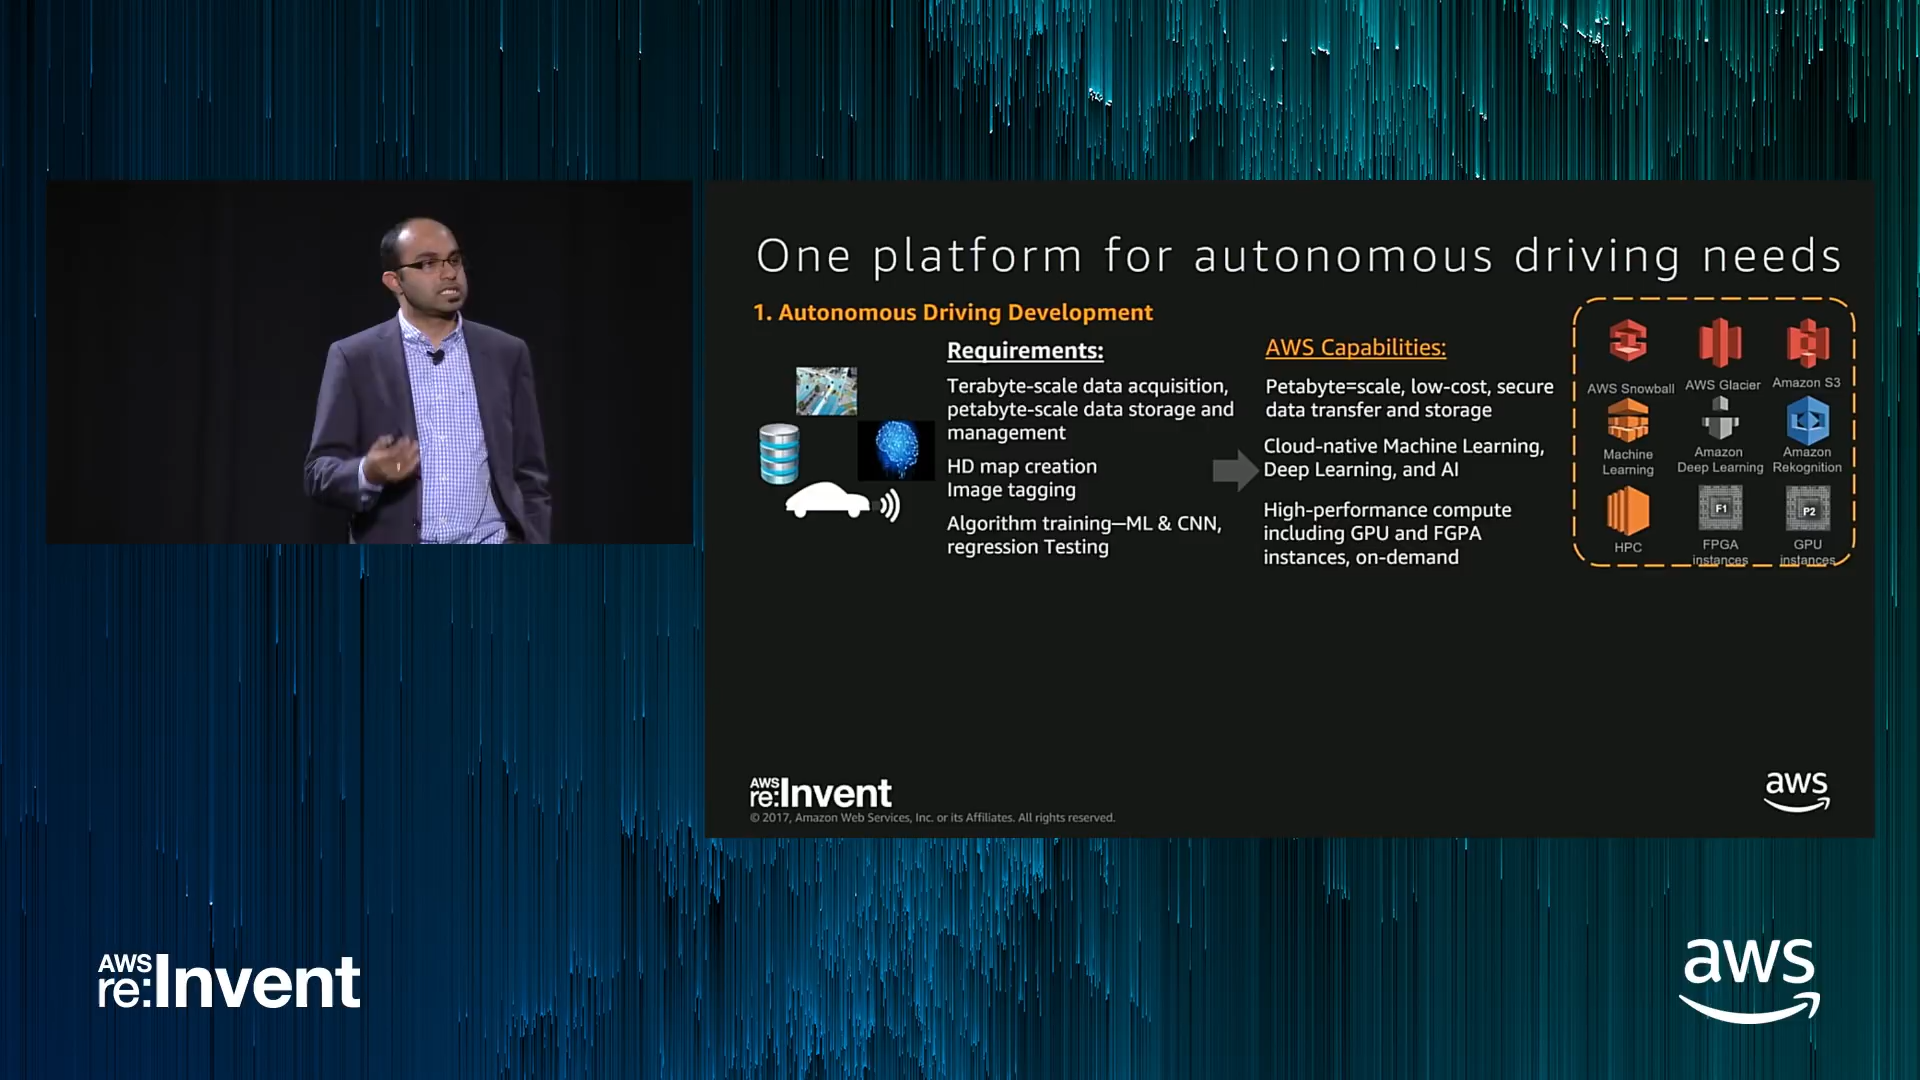 One platform for autonomous driving needs
1. Autonomous Driving Development
Requirements:
Terabyte-scale data acquisition,
petabyte-scale data storage and
management
HD map creation
Image tagging
Algorithm training—ML & CNN,
regression Testing
AWS Capabilities:
Petabyte=scale, low-cost, secure
data transfer and storage
Cloud-native Machine Learning,
Deep Learning, and AI
High-performance compute
including GPU and FGPA
instances, on-demand
AWS Snowball
AWS Glacier
Amazon S3
Machine
Learning
Amazon
Deep Learning
Amazon
Rekognition
HPC
F1
FPGA
instances
P2
GPU
instances
AWS
re:Invent
© 2017, Amazon Web Services, Inc. or its Affiliates. All rights reserved.
aws
AWS
re:Invent
aws